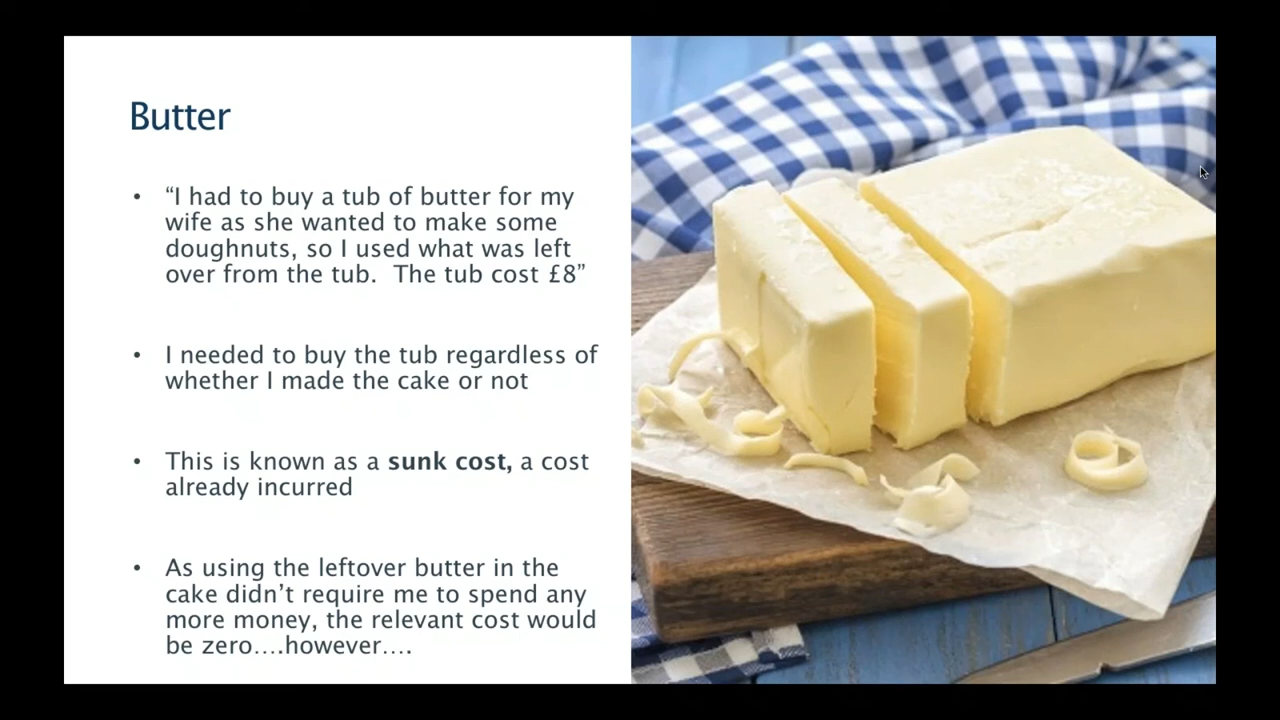 Butter
• “I had to buy a tub of butter for my
wife as she wanted to make some
doughnuts, so I used what was left
over from the tub.  The tub cost £8”
• I needed to buy the tub regardless of
whether I made the cake or not
• This is known as a sunk cost, a cost
already incurred
• As using the leftover butter in the
cake didn’t require me to spend any
more money, the relevant cost would
be zero….however….